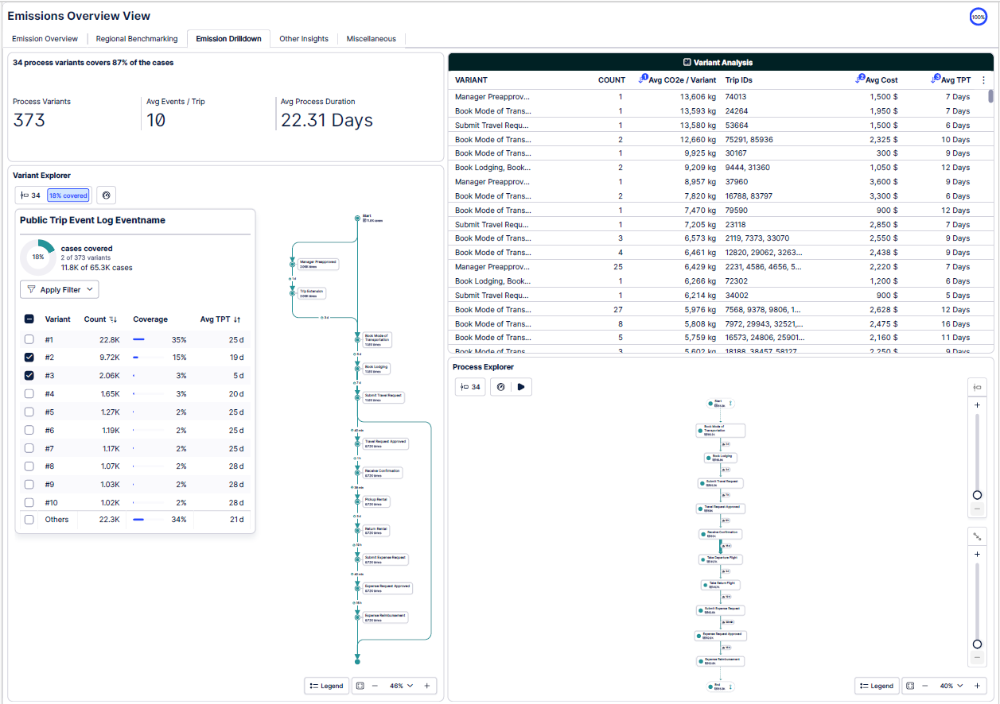 Emissions Overview View
100%
Emission Overview
Regional Benchmarking
Emission Drilldown
Other Insights
Miscellaneous
34 process variants covers 87% of the cases
Process Variants
373
Avg Events / Trip
10
Avg Process Duration
22.31 Days
Variant Explorer
34
18% covered
Public Trip Event Log Eventname
18%
cases covered
2 of 373 variants
11.8K of 65.3K cases
Apply Filter
Variant Count Coverage Avg TPT
#1 22.8K 35% 25 d
#2 9.72K 15% 19 d
#3 2.06K 3% 5 d
#4 1.65K 3% 20 d
#5 1.27K 2% 25 d
#6 1.19K 2% 25 d
#7 1.17K 2% 25 d
#8 1.07K 2% 28 d
#9 1.03K 2% 28 d
#10 1.02K 2% 28 d
Others 22.3K 34% 21 d
Start
11.8K cases
Manager Preapproved
2.06K times
Trip Extension
2.06K times
Book Mode of
Transportation
11.8K times
Book Lodging
11.8K times
Submit Travel Request
11.8K times
Travel Request Approved
9.72K times
Receive Confirmation
9.72K times
Pickup Rental
9.72K times
Return Rental
9.72K times
Submit Expense Request
9.72K times
Expense Request Approved
9.72K times
Expense Reimbursement
9.72K times
Legend
46%
Variant Analysis
VARIANT COUNT 1 Avg CO2e / Variant Trip IDs 2 Avg Cost 3 Avg TPT
Manager Preapprov... 1 13,606 kg 74013 1,500 $ 7 Days
Book Mode of Trans... 1 13,593 kg 24264 1,950 $ 7 Days
Submit Travel Requ... 1 13,580 kg 53664 1,500 $ 6 Days
Book Mode of Trans... 2 12,660 kg 75291, 85936 2,325 $ 10 Days
Book Mode of Trans... 1 9,925 kg 30167 300 $ 9 Days
Book Lodging, Book... 2 9,209 kg 9444, 31360 1,050 $ 12 Days
Manager Preapprov... 1 8,957 kg 37960 3,600 $ 9 Days
Book Mode of Trans... 2 7,820 kg 16788, 83797 3,300 $ 6 Days
Book Mode of Trans... 1 7,470 kg 79590 900 $ 12 Days
Submit Travel Requ... 1 7,205 kg 23118 2,850 $ 7 Days
Book Mode of Trans... 3 6,573 kg 2119, 7373, 33070 2,550 $ 9 Days
Book Mode of Trans... 4 6,461 kg 12820, 29062, 3263... 2,438 $ 9 Days
Manager Preapprov... 25 6,429 kg 2231, 4586, 4656, 5... 2,220 $ 7 Days
Book Lodging, Book... 1 6,266 kg 72302 1,200 $ 6 Days
Submit Travel Requ... 1 6,214 kg 34002 900 $ 5 Days
Book Mode of Trans... 27 5,976 kg 7568, 9378, 9806, 1... 2,628 $ 12 Days
Book Mode of Trans... 8 5,808 kg 7972, 29943, 32521,... 2,475 $ 16 Days
Book Mode of Trans... 5 5,759 kg 16573, 24806, 25901... 2,160 $ 11 Days
Book Mode of Trans... 3 5,602 kg 18188, 38457, 58127 2,250 $ 9 Days
Process Explorer
34
Start
Book Mode of
Transportation
Book Lodging
Submit Travel Request
Travel Request Approved
Receive Confirmation
Take Departure Flight
Take Return Flight
Submit Expense Request
Expense Request Approved
Expense Reimbursement
End
Legend
40%